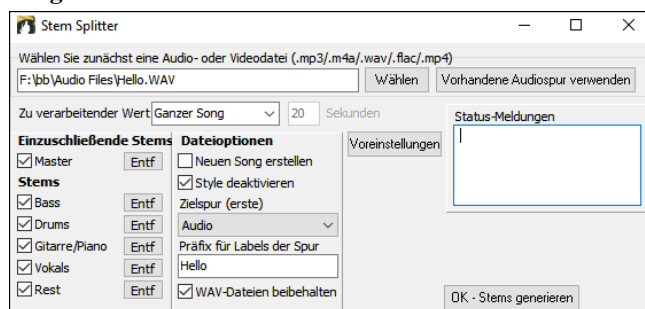 Stem Splitter
Wählen Sie zunächst eine Audio- oder Videodatei (.mp3/.m4a/.wav/.flac/.mp4)
F:\bb\Audio Files\Hello.WAV Wählen Vorhandene Audiospur verwenden
Zu verarbeitender Wert Ganzer Song 20 Sekunden Status-Meldungen
Einzuschließende Stems Dateioptionen Voreinstellungen
Master Entf Neuen Song erstellen
Stems Style deaktivieren
Bass Entf Zielspur (erste)
Drums Entf Audio
Gitarre/Piano Entf Präfix für Labels der Spur
Vokals Entf Hello
Rest Entf WAV-Dateien beibehalten OK - Stems generieren